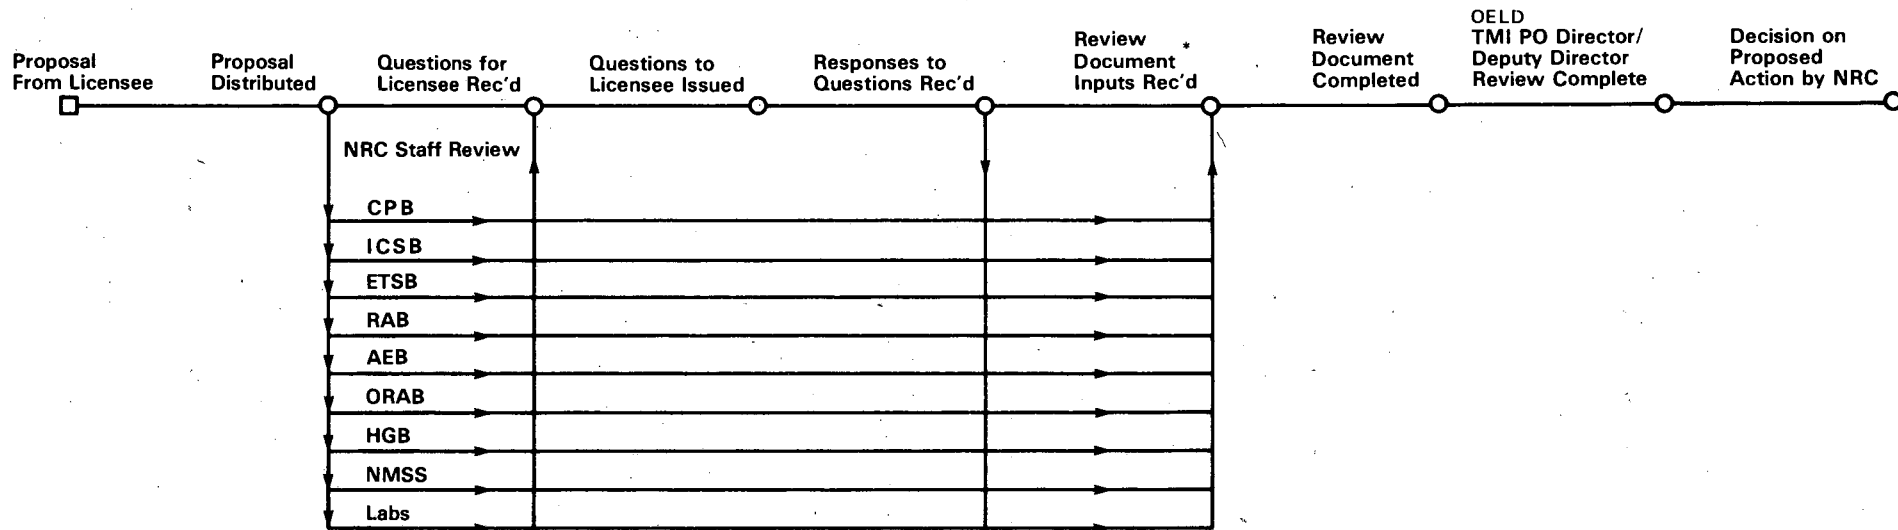 Proposal
From Licensee
Proposal
Distributed
Questions for
Licensee Rec'd
Questions to
Licensee Issued
Responses to
Questions Rec'd
Review
Document *
Inputs Rec'd
Review
Document
Completed
OELD
TMI PO Director/
Deputy Director
Review Complete
Decision on
Proposed
Action by NRC
NRC Staff Review
CPB
ICSB
ETSB
RAB
AEB
ORAB
HGB
NMSS
Labs